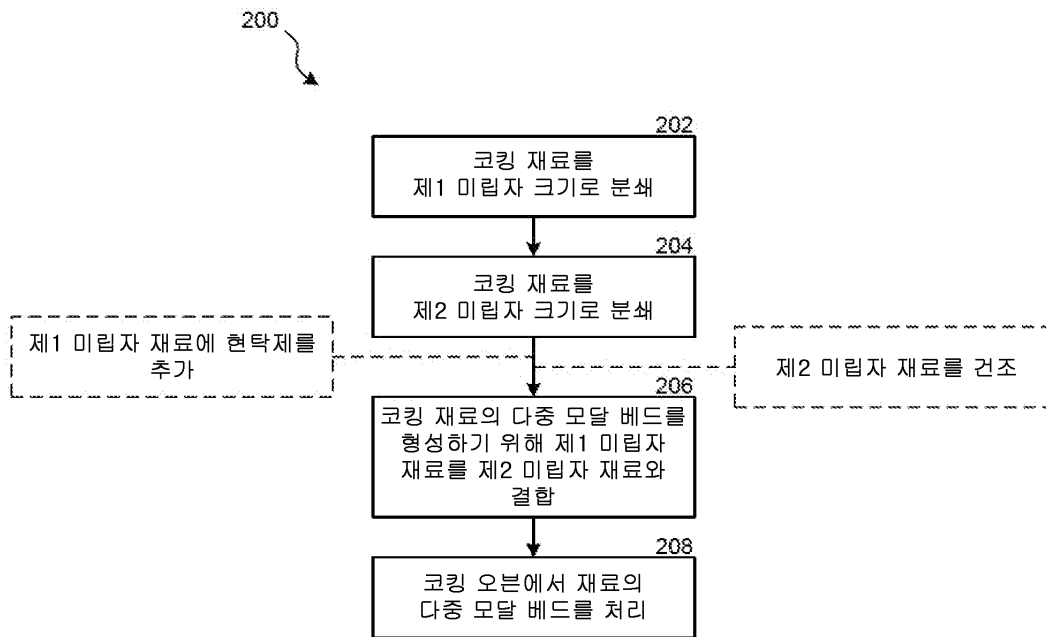 200
202
코킹 재료를
제1 미립자 크기로 분쇄
204
코킹 재료를
제2 미립자 크기로 분쇄
제1 미립자 재료에 현탁제를
추가
제2 미립자 재료를 건조
206
코킹 재료의 다중 모달 베드를
형성하기 위해 제1 미립자
재료를 제2 미립자 재료와
결합
208
코킹 오븐에서 재료의
다중 모달 베드를 처리